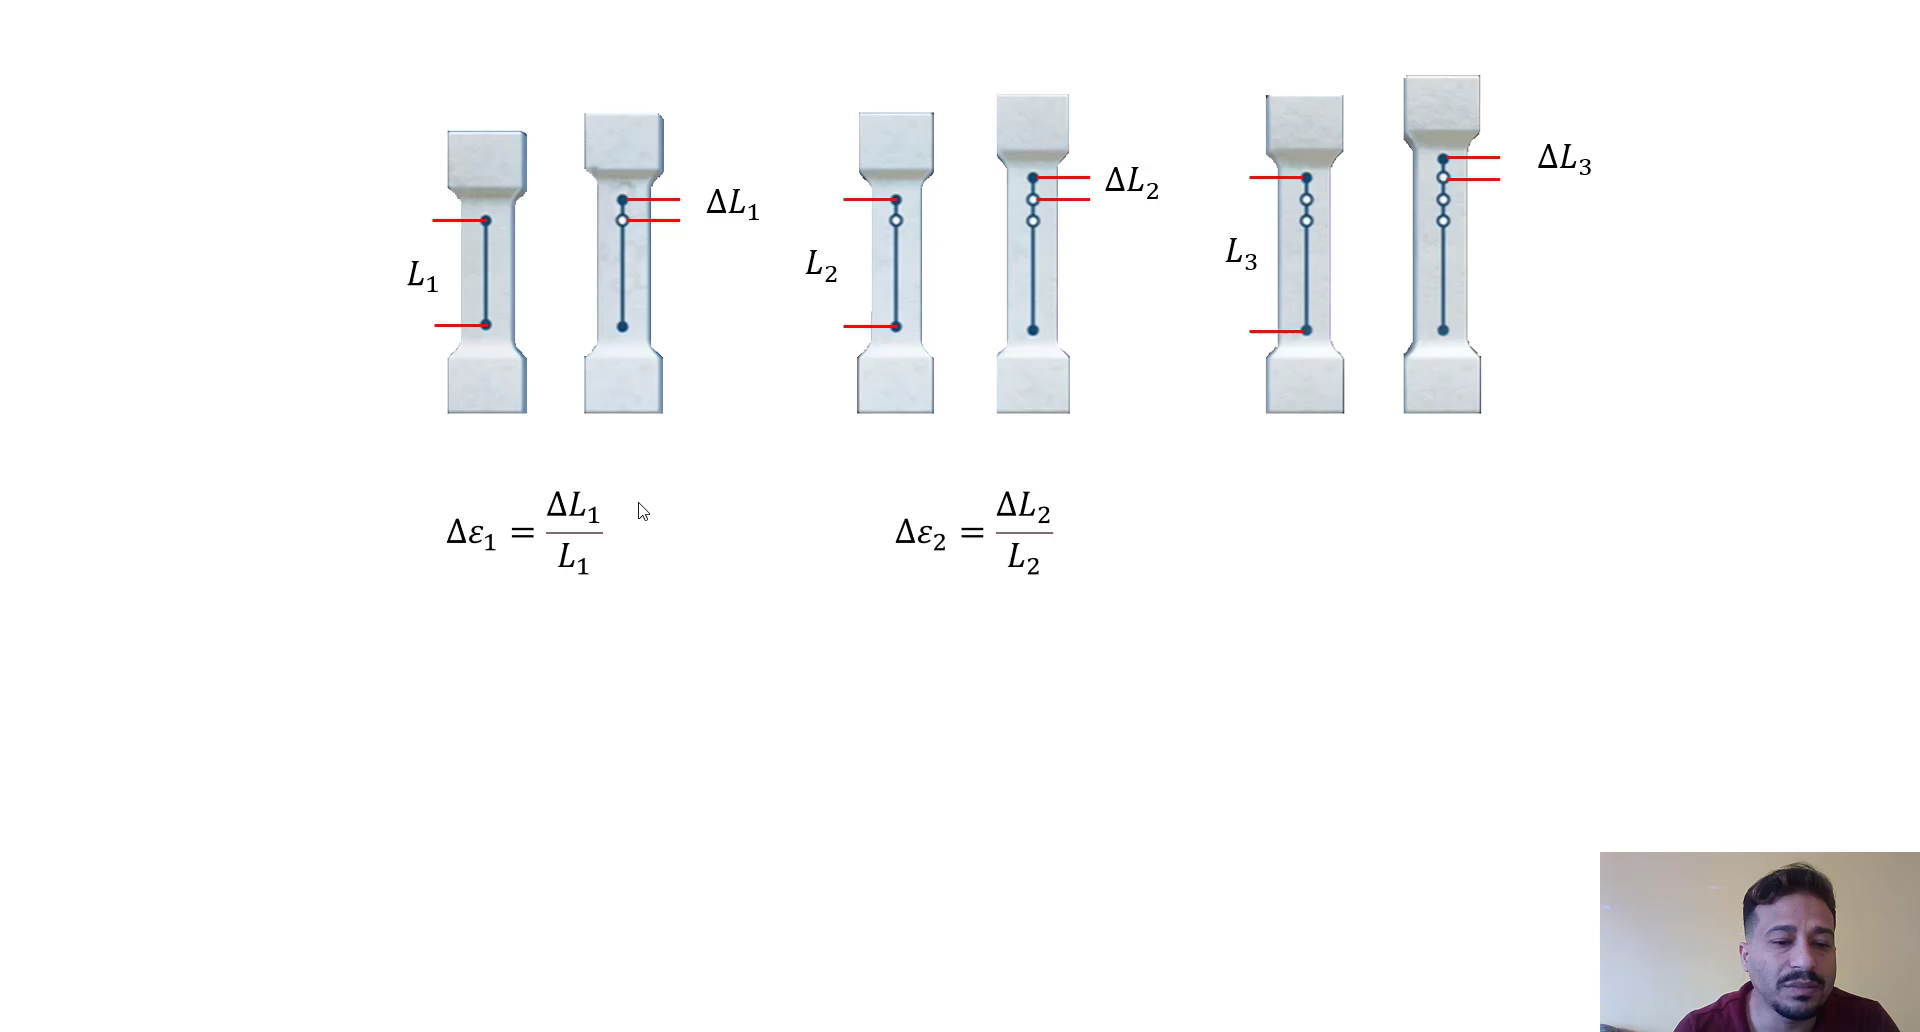 ΔL₃
ΔL₂
ΔL₁
L₃
L₂
L₁
Δε₁ = ΔL₁/L₁
Δε₂ = ΔL₂/L₂